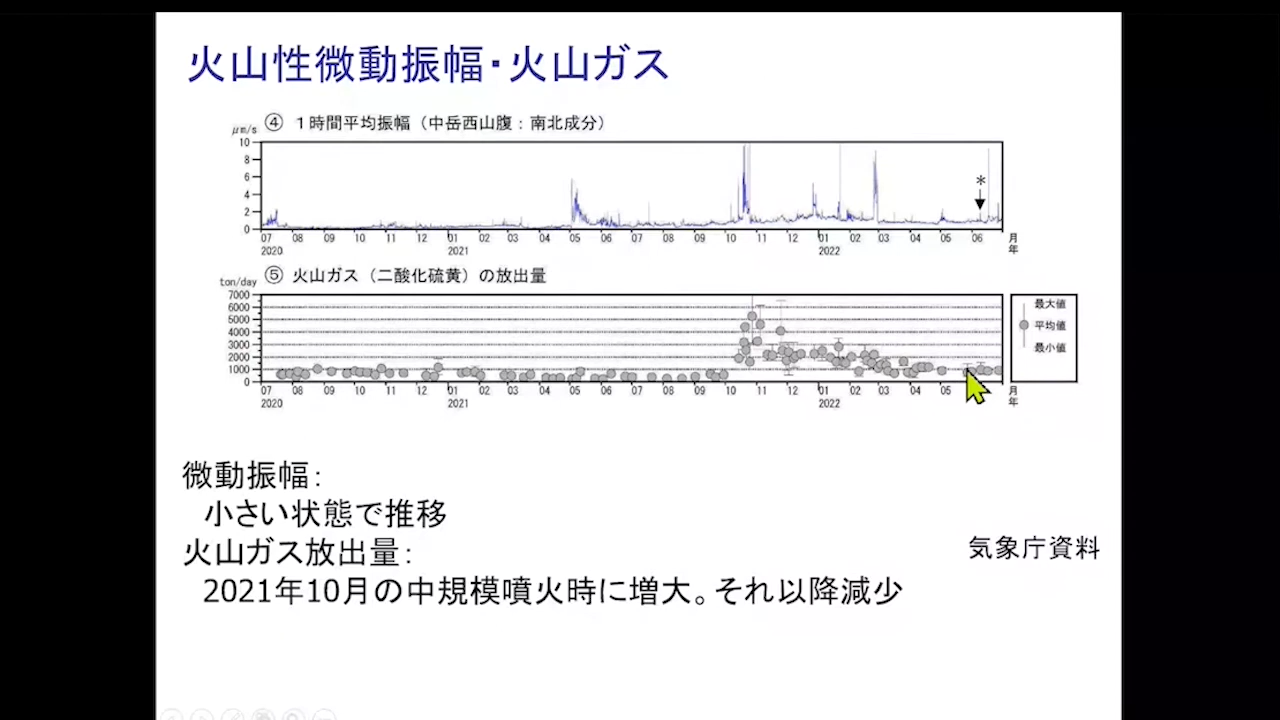 火山性微動振幅・火山ガス
④ 1時間平均振幅（中岳西山腹：南北成分）
μm/s
10
8
6
4
2
0
07 08 09 10 11 12 01 02 03 04 05 06 07 08 09 10 11 12 01 02 03 04 05 06 月
2020 2021 2022 年
*
⑤ 火山ガス（二酸化硫黄）の放出量
ton/day
7000
6000
5000
4000
3000
2000
1000
0
07 08 09 10 11 12 01 02 03 04 05 06 07 08 09 10 11 12 01 02 03 04 05 月
2020 2021 2022 年
最大値
平均値
最小値
微動振幅：
小さい状態で推移
火山ガス放出量：
2021年10月の中規模噴火時に増大。それ以降減少
気象庁資料